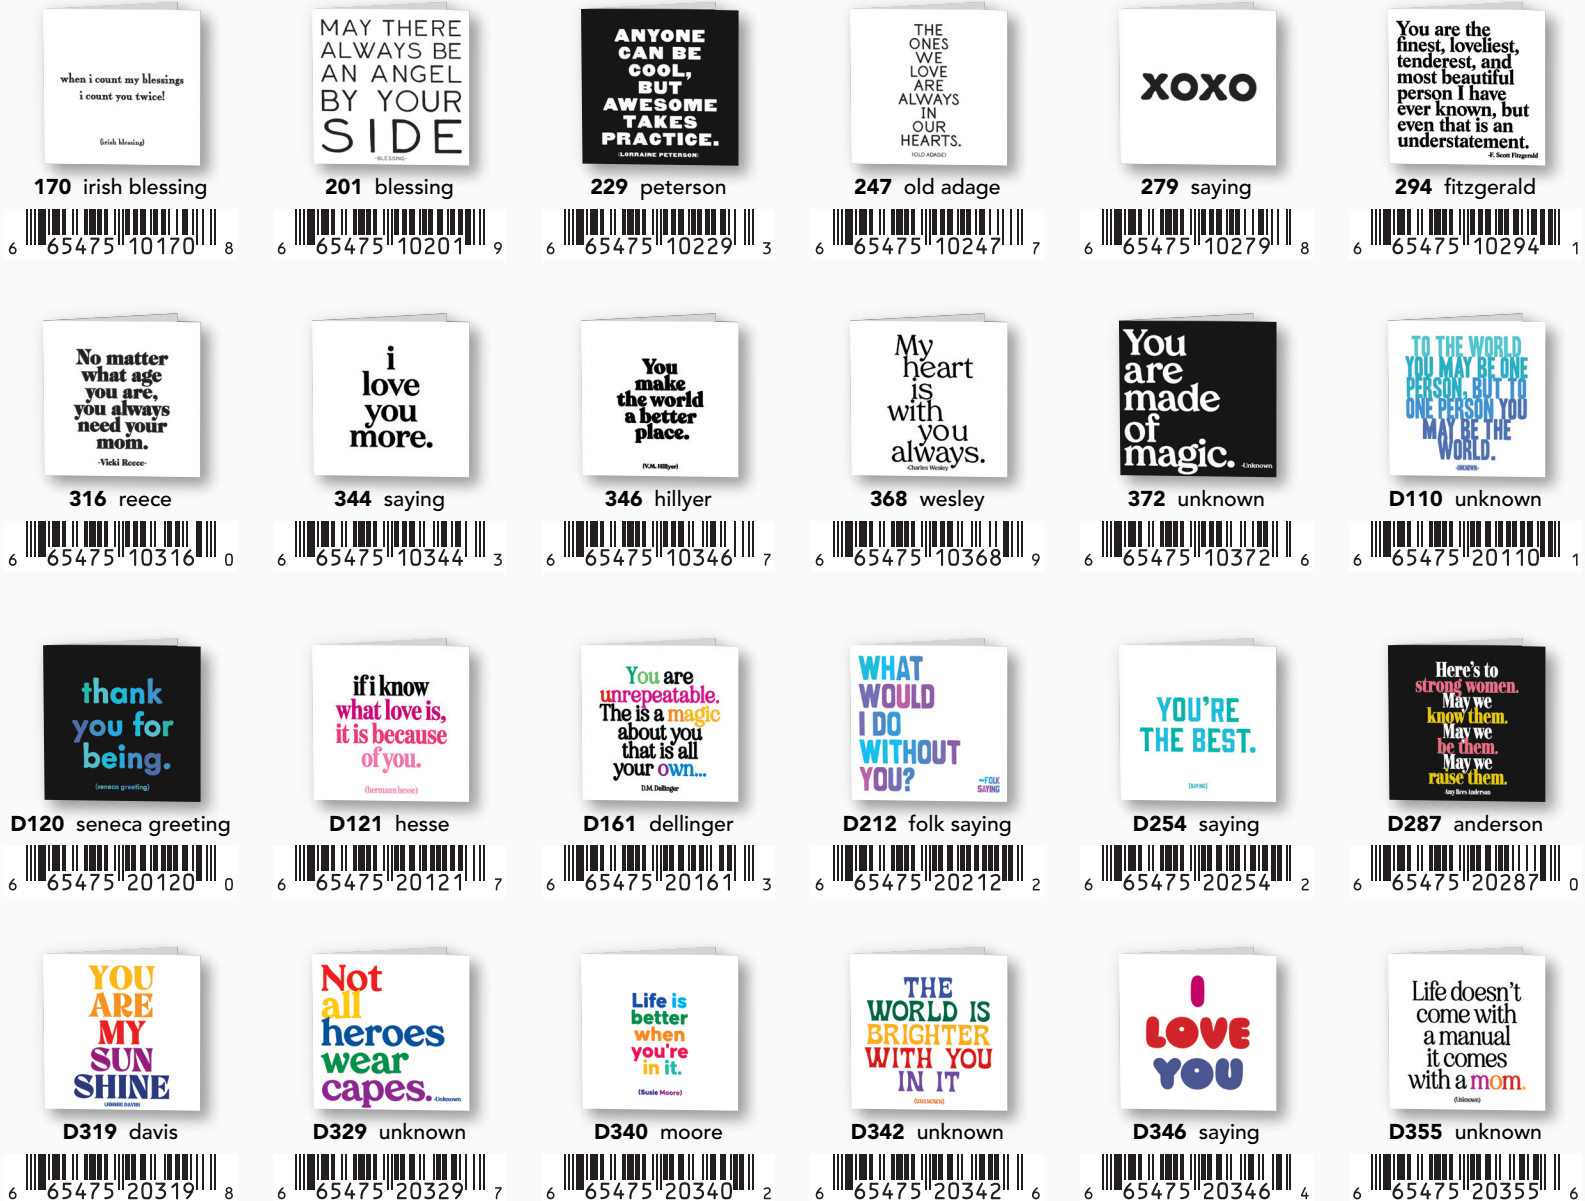 when i count my blessings
i count you twice!
(irish blessing)
170 irish blessing
6 65475 10170 8
MAY THERE
ALWAYS BE
AN ANGEL
BY YOUR
SIDE
-BLESSING-
201 blessing
6 65475 10201 9
ANYONE
CAN BE
COOL,
BUT
AWESOME
TAKES
PRACTICE.
(LORRAINE PETERSON)
229 peterson
6 65475 10229 3
THE
ONES
WE
LOVE
ARE
ALWAYS
IN
OUR
HEARTS.
(OLD ADAGE)
247 old adage
6 65475 10247 7
XOXO
279 saying
6 65475 10279 8
You are the
finest, loveliest,
tenderest, and
most beautiful
person I have
ever known, but
even that is an
understatement.
-F. Scott Fitzgerald
294 fitzgerald
6 65475 10294 1
No matter
what age
you are,
you always
need your
mom.
-Vicki Reece-
316 reece
6 65475 10316 0
i
love
you
more.
344 saying
6 65475 10344 3
You
make
the world
a better
place.
(V.M. Hillyer)
346 hillyer
6 65475 10346 7
My
heart
is
with
you
always.
-Charles Wesley
368 wesley
6 65475 10368 9
You
are
made
of
magic.
-Unknown
372 unknown
6 65475 10372 6
TO THE WORLD
YOU MAY BE ONE
PERSON, BUT TO
ONE PERSON YOU
MAY BE THE
WORLD.
-UNKNOWN-
D110 unknown
6 65475 20110 1
thank
you for
being.
(seneca greeting)
D120 seneca greeting
6 65475 20120 0
if i know
what love is,
it is because
of you.
(hermann hesse)
D121 hesse
6 65475 20121 7
You are
unrepeatable.
The is a magic
about you
that is all
your own...
D.M. Dellinger
D161 dellinger
6 65475 20161 3
WHAT
WOULD
I DO
WITHOUT
YOU?
—FOLK
SAYING
D212 folk saying
6 65475 20212 2
YOU'RE
THE BEST.
(SAYING)
D254 saying
6 65475 20254 2
Here's to
strong women.
May we
know them.
May we
be them.
May we
raise them.
Amy Rees Anderson
D287 anderson
6 65475 20287 0
YOU
ARE
MY
SUN
SHINE
(JIMMIE DAVIS)
D319 davis
6 65475 20319 8
Not
all
heroes
wear
capes.
-Unknown
D329 unknown
6 65475 20329 7
Life is
better
when
you're
in it.
(Susie Moore)
D340 moore
6 65475 20340 2
THE
WORLD IS
BRIGHTER
WITH YOU
IN IT
(UNKNOWN)
D342 unknown
6 65475 20342 6
I
LOVE
YOU
D346 saying
6 65475 20346 4
Life doesn't
come with
a manual
it comes
with a mom.
(Unknown)
D355 unknown
6 65475 20355 6